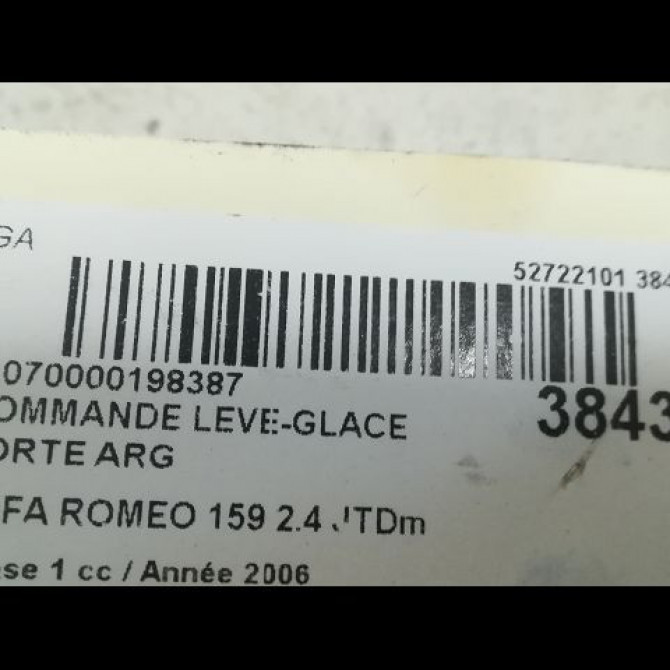 GA
52722101 384
070000198387
3843
OMMANDE LEVE-GLACE
ORTE ARG
FA ROMEO 159 2.4 JTDm
ase 1 cc / Année 2006